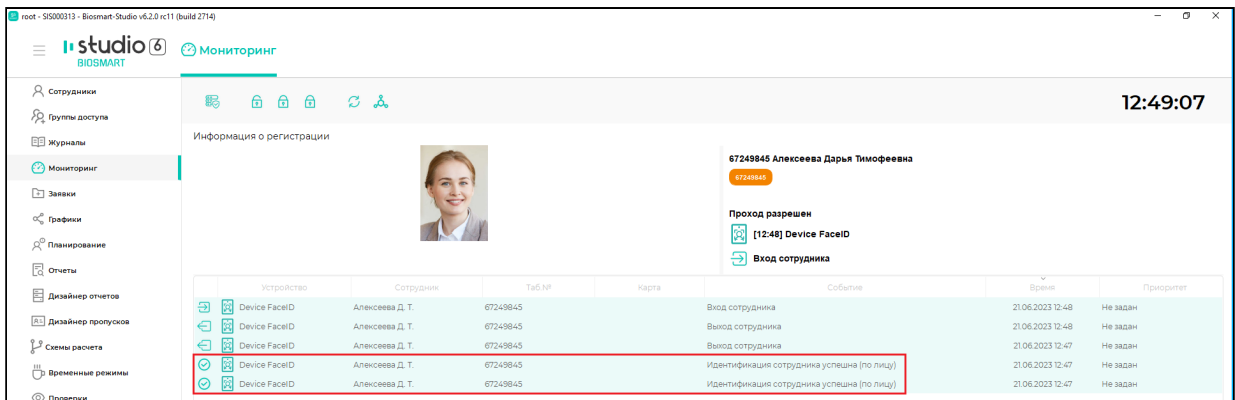 root - SIS000313 - Biosmart-Studio v6.2.0 rc11 (build 2714)
studio 6
BIOSMART
Мониторинг
Сотрудники
Группы доступа
Журналы
Мониторинг
Заявки
Графики
Планирование
Отчеты
Дизайнер отчетов
Дизайнер пропусков
Схемы расчета
Временные режимы
Проверки
12:49:07
Информация о регистрации
67249845 Алексеева Дарья Тимофеевна
67249845
Проход разрешен
[12:48] Device FaceID
Вход сотрудника
Устройство Сотрудник Таб.№ Карта Событие Время Приоритет
Device FaceID Алексеева Д. Т. 67249845 Вход сотрудника 21.06.2023 12:48 Не задан
Device FaceID Алексеева Д. Т. 67249845 Выход сотрудника 21.06.2023 12:48 Не задан
Device FaceID Алексеева Д. Т. 67249845 Выход сотрудника 21.06.2023 12:47 Не задан
Device FaceID Алексеева Д. Т. 67249845 Идентификация сотрудника успешна (по лицу) 21.06.2023 12:47 Не задан
Device FaceID Алексеева Д. Т. 67249845 Идентификация сотрудника успешна (по лицу) 21.06.2023 12:47 Не задан